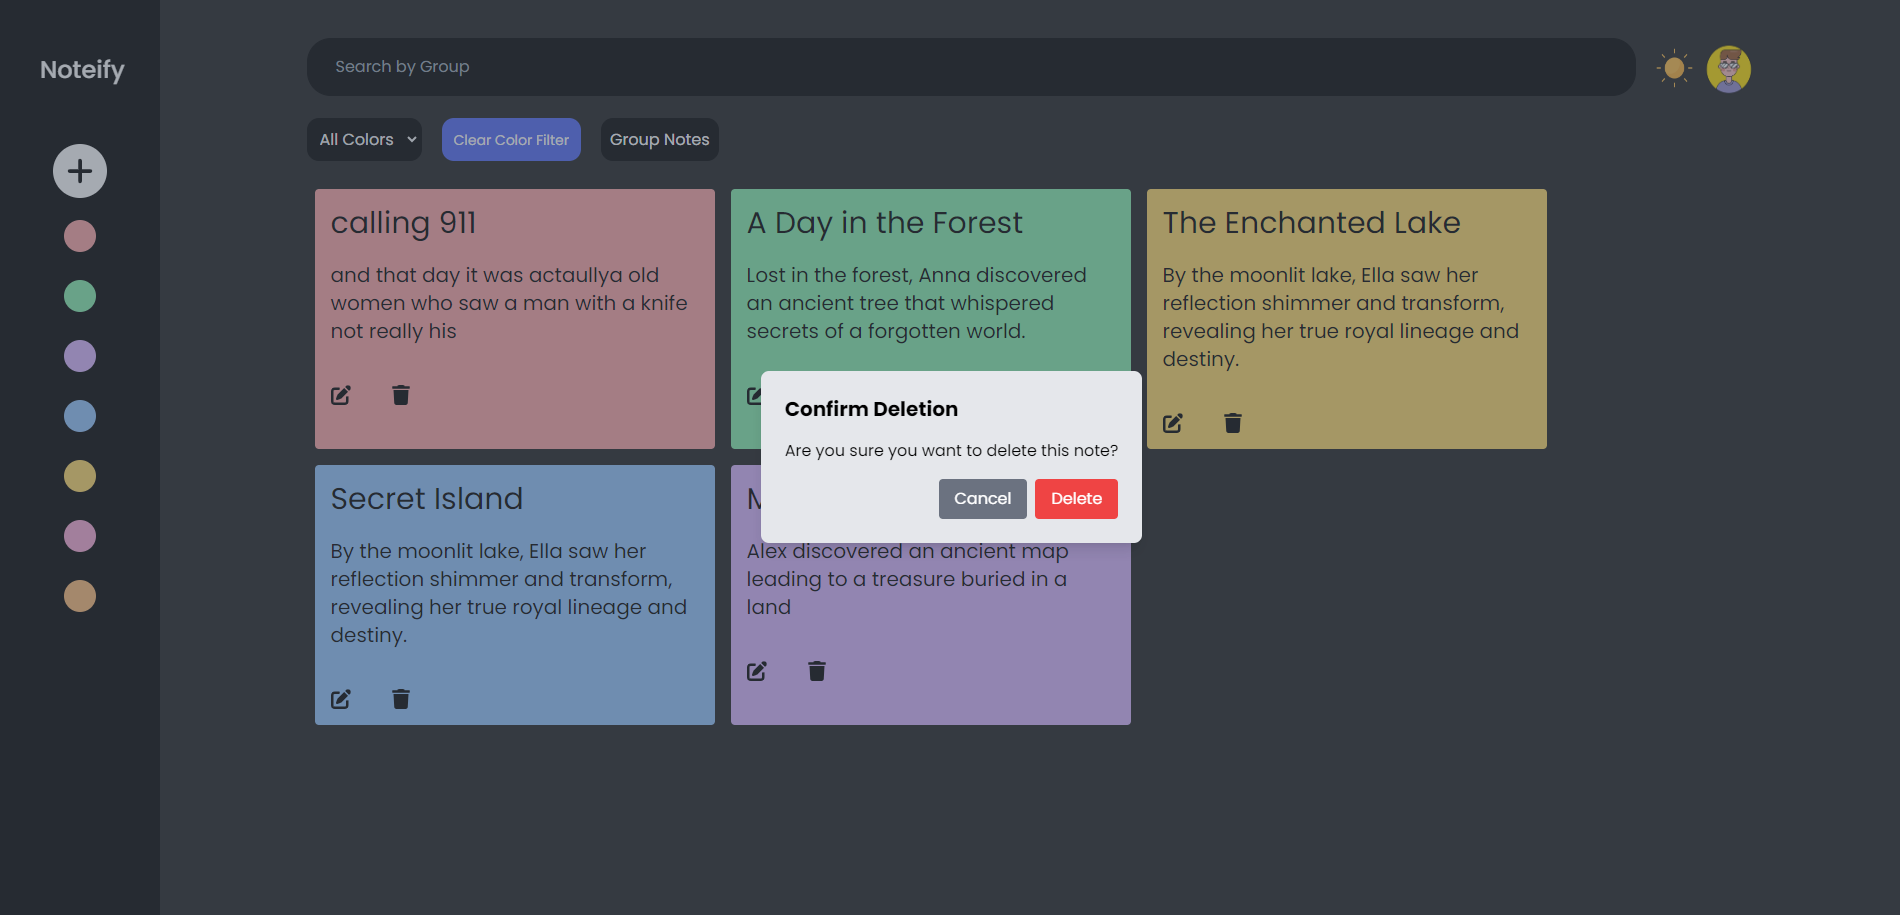 Noteify
Search by Group
All Colors
Clear Color Filter
Group Notes
calling 911
and that day it was actaullya old
women who saw a man with a knife
not really his
A Day in the Forest
Lost in the forest, Anna discovered
an ancient tree that whispered
secrets of a forgotten world.
The Enchanted Lake
By the moonlit lake, Ella saw her
reflection shimmer and transform,
revealing her true royal lineage and
destiny.
Confirm Deletion
Are you sure you want to delete this note?
Cancel
Delete
Secret Island
By the moonlit lake, Ella saw her
reflection shimmer and transform,
revealing her true royal lineage and
destiny.
Alex discovered an ancient map
leading to a treasure buried in a
land